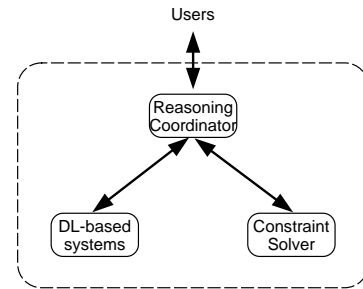 Users
Reasoning
Coordinator
DL-based
systems
Constraint
Solver